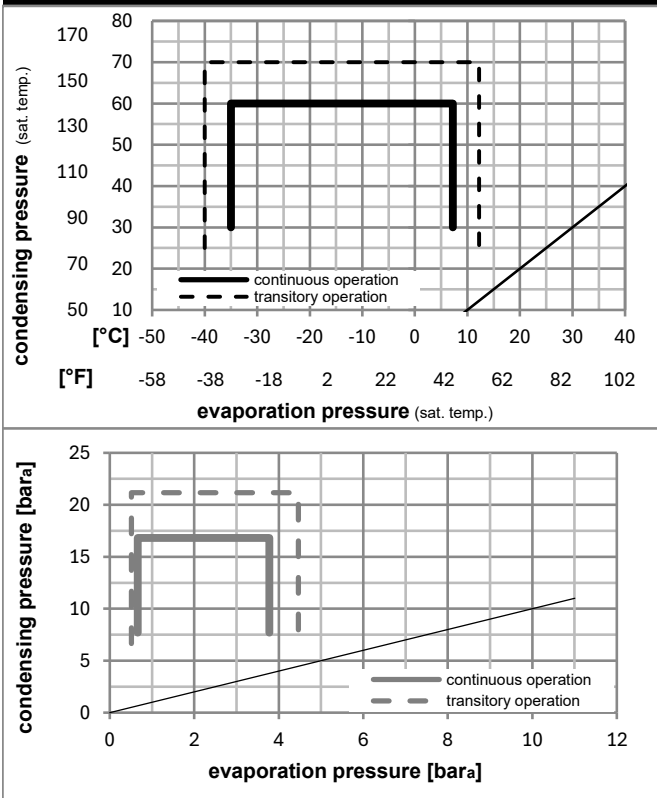 condensing pressure (sat. temp.)
170
150
130
110
90
70
50
80
70
60
50
40
30
20
10
continuous operation
transitory operation
[°C] -50 -40 -30 -20 -10 0 10 20 30 40
[°F] -58 -38 -18 2 22 42 62 82 102
evaporation pressure (sat. temp.)
condensing pressure [bara]
25
20
15
10
5
0
continuous operation
transitory operation
0 2 4 6 8 10 12
evaporation pressure [bara]